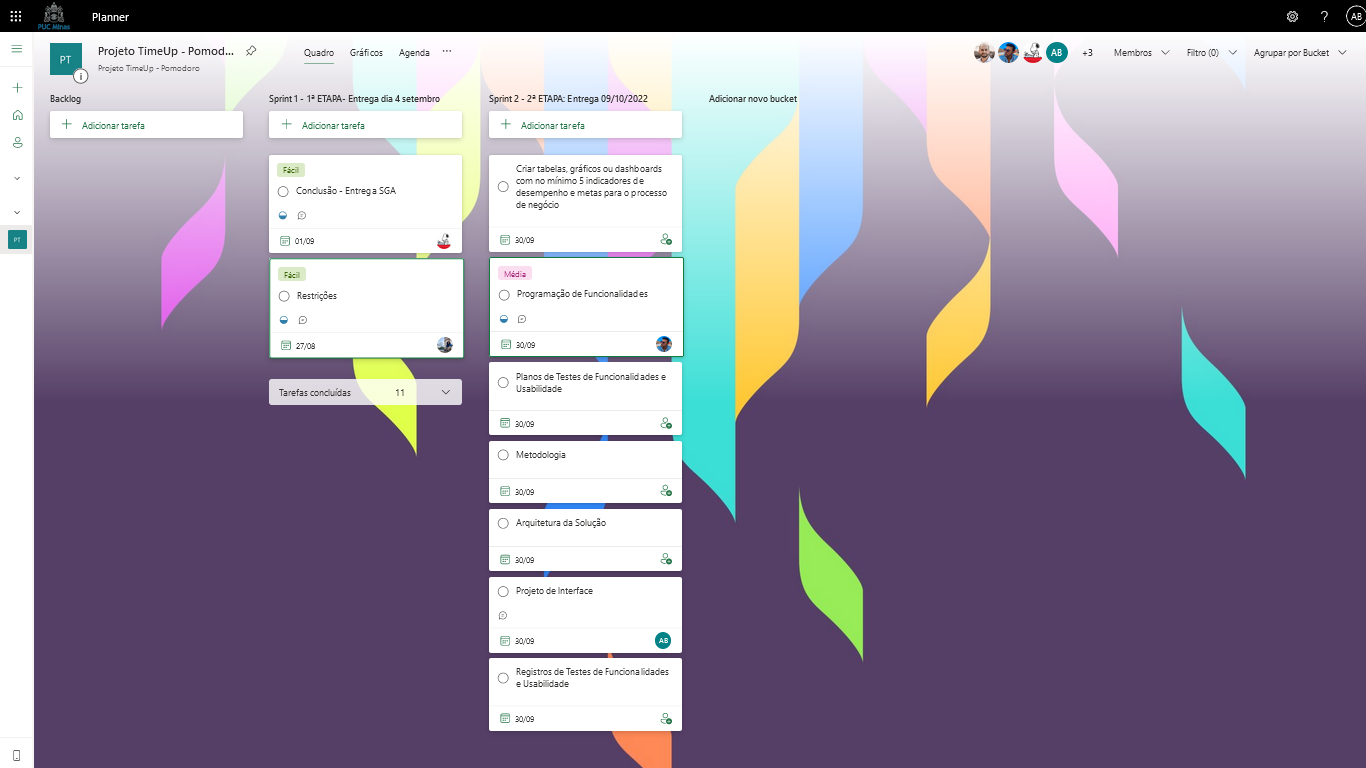 PUC Minas
Planner
AB
PT
Projeto TimeUp - Pomod...
Projeto TimeUp - Pomodoro
Quadro
Gráficos
Agenda
...
AB
+3
Membros
Filtro (0)
Agrupar por Bucket
PT
Backlog
Adicionar tarefa
Sprint 1 - 1ª ETAPA- Entrega dia 4 setembro
Adicionar tarefa
Fácil
Conclusão - Entrega SGA
01/09
Fácil
Restrições
27/08
Tarefas concluídas 11
Sprint 2 - 2ª ETAPA: Entrega 09/10/2022
Adicionar tarefa
Criar tabelas, gráficos ou dashboards
com no mínimo 5 indicadores de
desempenho e metas para o processo
de negócio
30/09
Média
Programação de Funcionalidades
30/09
Planos de Testes de Funcionalidades e
Usabilidade
30/09
Metodologia
30/09
Arquitetura da Solução
30/09
Projeto de Interface
30/09
AB
Registros de Testes de Funcionalidades
e Usabilidade
30/09
Adicionar novo bucket